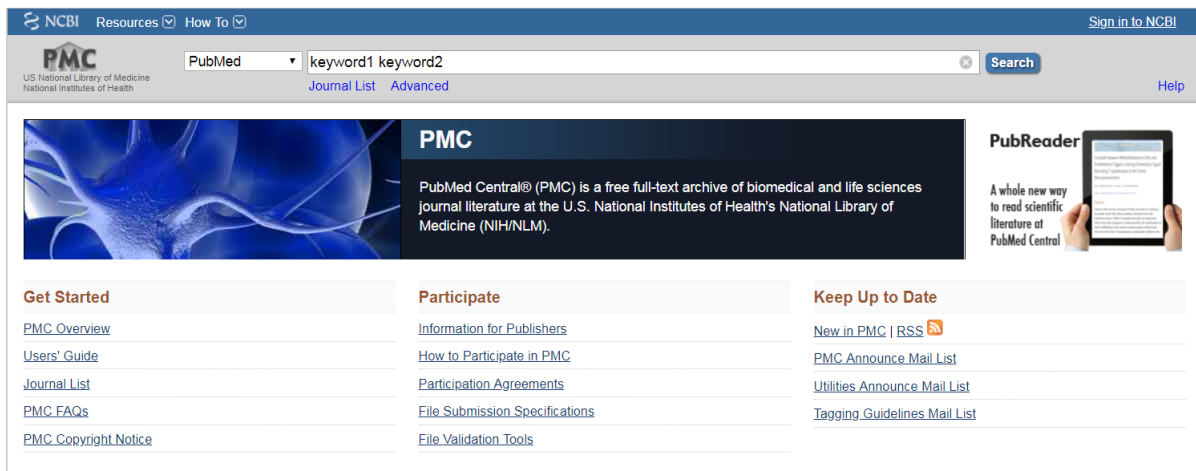 NCBI Resources How To Sign in to NCBI
PMC
US National Library of Medicine
National Institutes of Health
PubMed keyword1 keyword2 Search
Journal List Advanced Help
PMC
PubMed Central® (PMC) is a free full-text archive of biomedical and life sciences
journal literature at the U.S. National Institutes of Health's National Library of
Medicine (NIH/NLM).
PubReader
A whole new way
to read scientific
literature at
PubMed Central
Get Started
PMC Overview
Users' Guide
Journal List
PMC FAQs
PMC Copyright Notice
Participate
Information for Publishers
How to Participate in PMC
Participation Agreements
File Submission Specifications
File Validation Tools
Keep Up to Date
New in PMC | RSS
PMC Announce Mail List
Utilities Announce Mail List
Tagging Guidelines Mail List